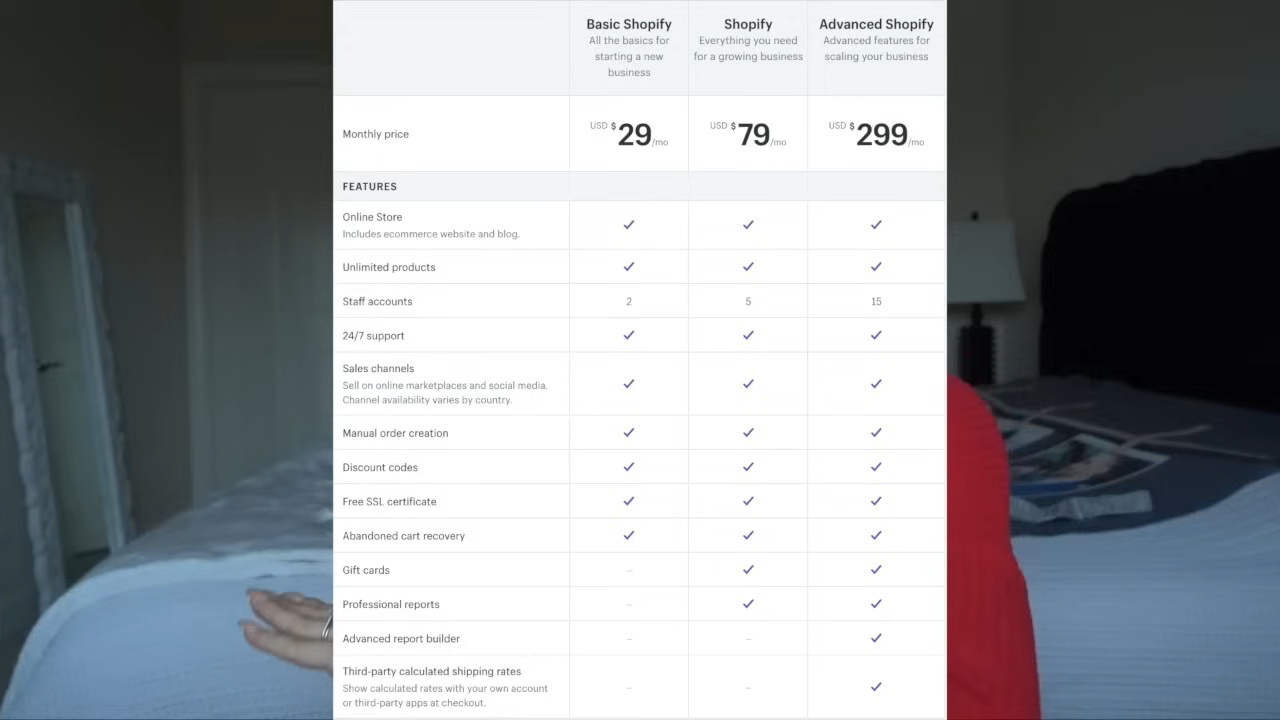 Basic Shopify Shopify Advanced Shopify
All the basics for Everything you need Advanced features for
starting a new for a growing business scaling your business
business
Monthly price USD $29/mo USD $79/mo USD $299/mo
FEATURES
Online Store ✓ ✓ ✓
Includes ecommerce website and blog.
Unlimited products ✓ ✓ ✓
Staff accounts 2 5 15
24/7 support ✓ ✓ ✓
Sales channels
Sell on online marketplaces and social media. ✓ ✓ ✓
Channel availability varies by country.
Manual order creation ✓ ✓ ✓
Discount codes ✓ ✓ ✓
Free SSL certificate ✓ ✓ ✓
Abandoned cart recovery ✓ ✓ ✓
Gift cards – ✓ ✓
Professional reports – ✓ ✓
Advanced report builder – – ✓
Third-party calculated shipping rates
Show calculated rates with your own account – – ✓
or third-party apps at checkout.